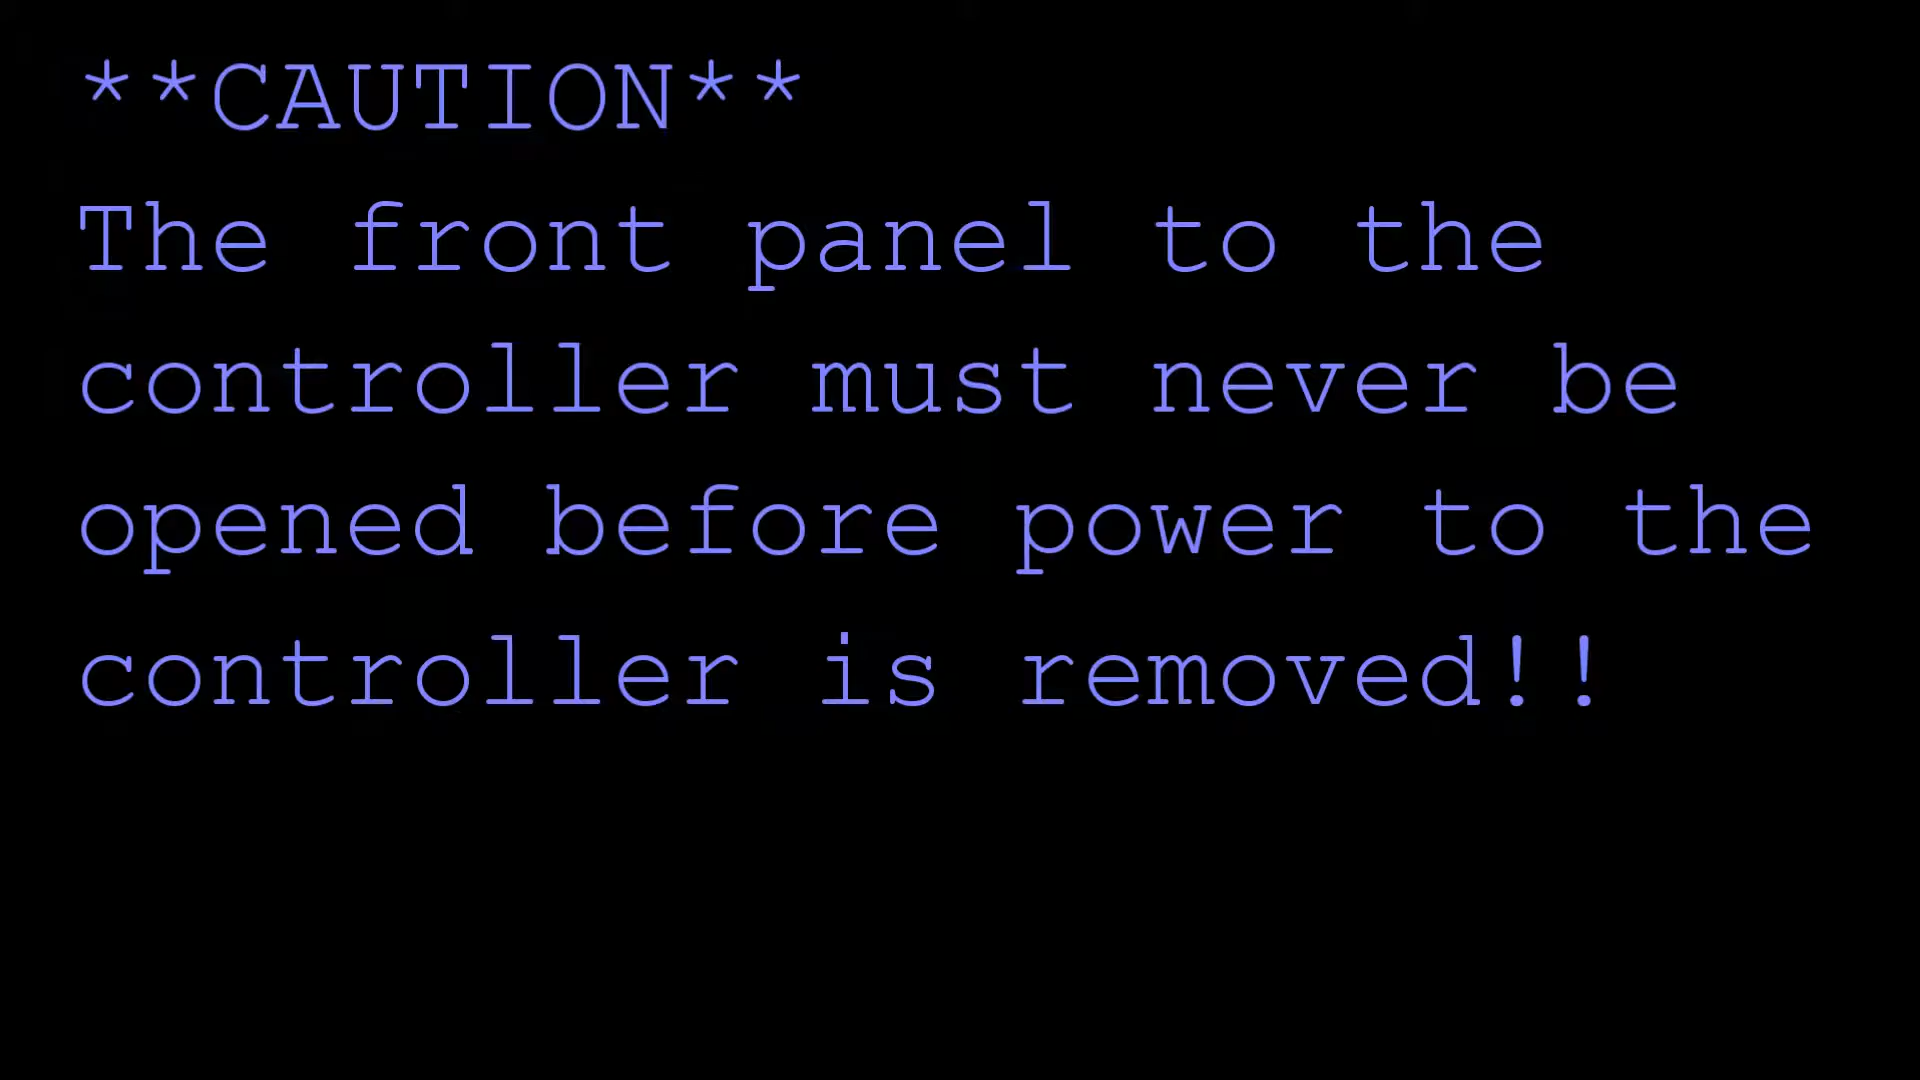 **CAUTION**
The front panel to the
controller must never be
opened before power to the
controller is removed!!